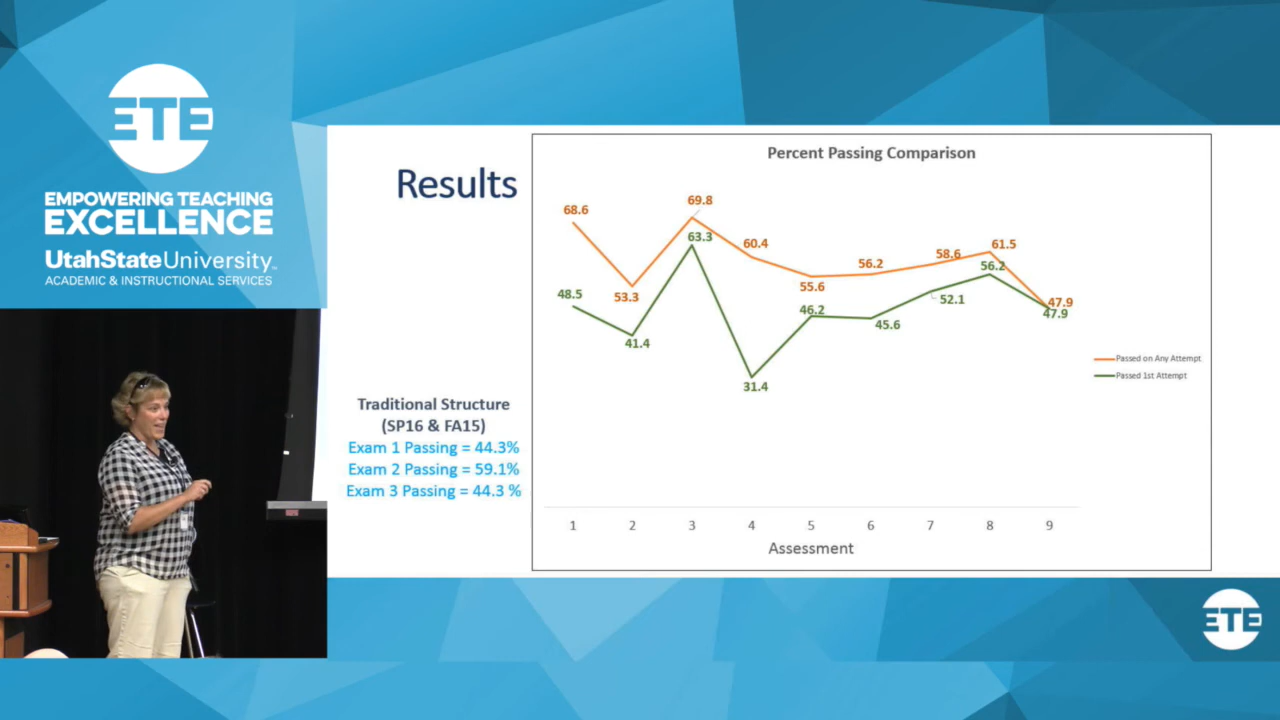 ETE
EMPOWERING TEACHING
EXCELLENCE
UtahStateUniversity
ACADEMIC & INSTRUCTIONAL SERVICES
Results
Traditional Structure
(SP16 & FA15)
Exam 1 Passing = 44.3%
Exam 2 Passing = 59.1%
Exam 3 Passing = 44.3 %
Percent Passing Comparison
68.6
53.3
69.8
60.4
55.6
56.2
58.6
61.5
47.9
48.5
41.4
63.3
31.4
46.2
45.6
52.1
56.2
47.9
Passed on Any Attempt
Passed 1st Attempt
1 2 3 4 5 6 7 8 9
Assessment
ETE